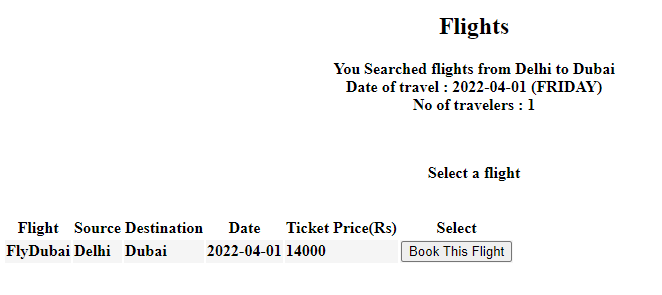 Flights
You Searched flights from Delhi to Dubai
Date of travel : 2022-04-01 (FRIDAY)
No of travelers : 1
Select a flight
Flight Source Destination Date Ticket Price(Rs) Select
FlyDubai Delhi Dubai 2022-04-01 14000 Book This Flight